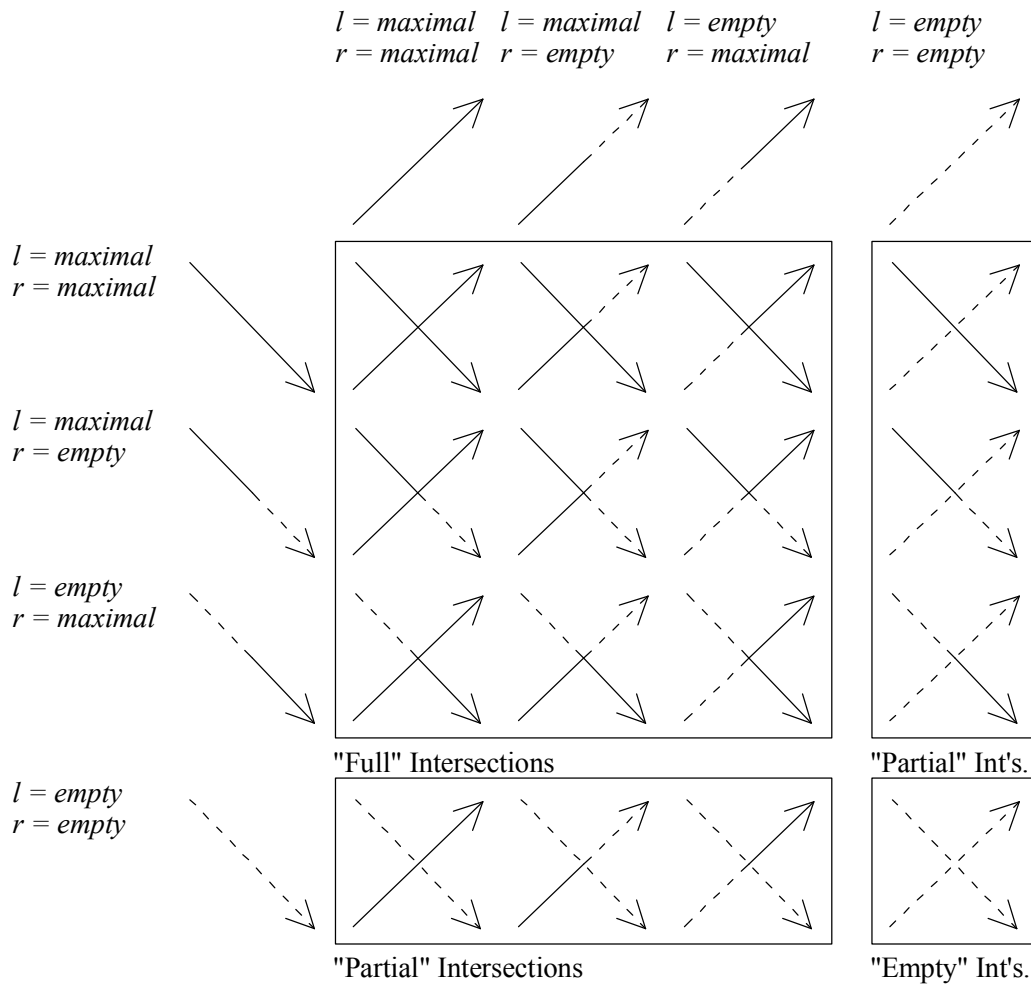 l = maximal
r = maximal
l = maximal
r = empty
l = empty
r = maximal
l = empty
r = empty
l = maximal
r = maximal
l = maximal
r = empty
l = empty
r = maximal
"Full" Intersections
"Partial" Int's.
l = empty
r = empty
"Partial" Intersections
"Empty" Int's.